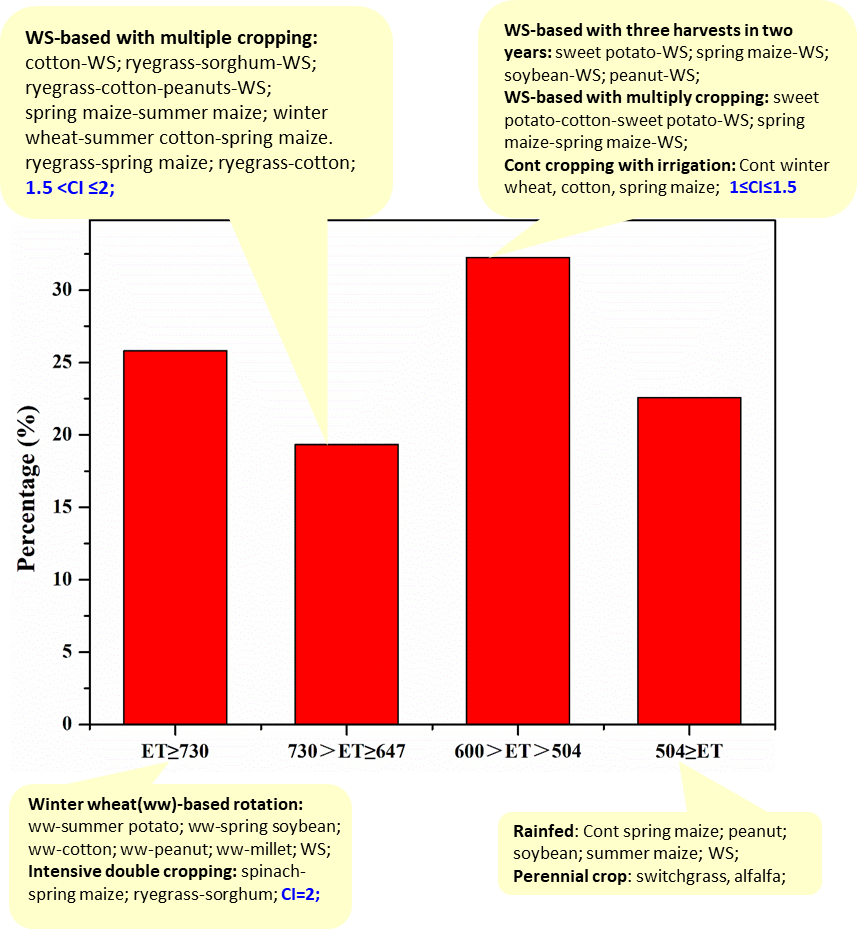 WS-based with multiple cropping:
cotton-WS; ryegrass-sorghum-WS;
ryegrass-cotton-peanuts-WS;
spring maize-summer maize; winter
wheat-summer cotton-spring maize.
ryegrass-spring maize; ryegrass-cotton;
1.5 <CI ≤2;
WS-based with three harvests in two
years: sweet potato-WS; spring maize-WS;
soybean-WS; peanut-WS;
WS-based with multiply cropping: sweet
potato-cotton-sweet potato-WS; spring
maize-spring maize-WS;
Cont cropping with irrigation: Cont winter
wheat, cotton, spring maize; 1≤CI≤1.5
Percentage (%)
30
25
20
15
10
5
0
ET≥730
730＞ET≥647
600＞ET＞504
504≥ET
Winter wheat(ww)-based rotation:
ww-summer potato; ww-spring soybean;
ww-cotton; ww-peanut; ww-millet; WS;
Intensive double cropping: spinach-
spring maize; ryegrass-sorghum; CI=2;
Rainfed: Cont spring maize; peanut;
soybean; summer maize; WS;
Perennial crop: switchgrass, alfalfa;